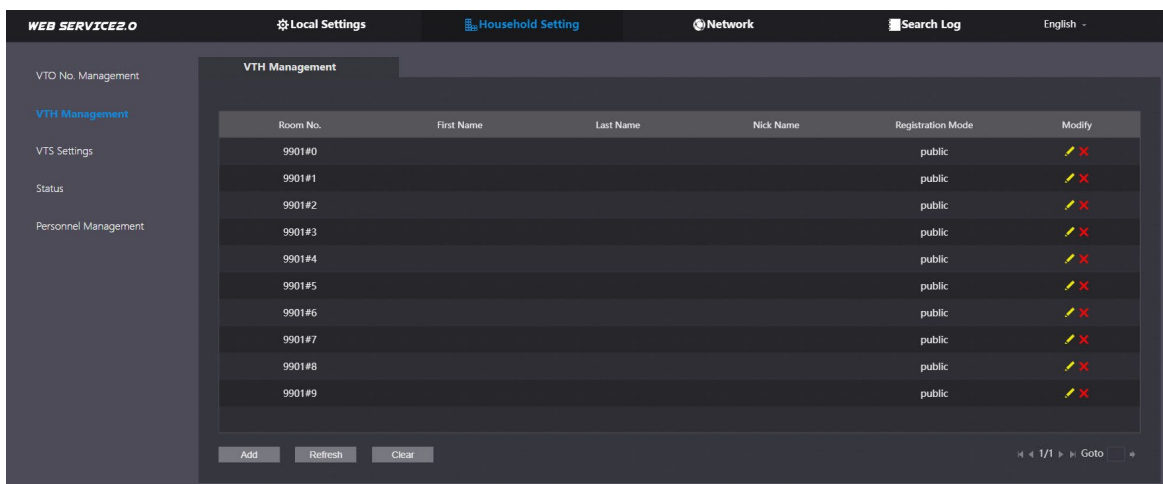 WEB SERVICE2.0 Local Settings Household Setting Network Search Log English
VTO No. Management
VTH Management
VTS Settings
Status
Personnel Management
VTH Management
Room No. First Name Last Name Nick Name Registration Mode Modify
9901#0 public
9901#1 public
9901#2 public
9901#3 public
9901#4 public
9901#5 public
9901#6 public
9901#7 public
9901#8 public
9901#9 public
Add Refresh Clear 1/1 Goto